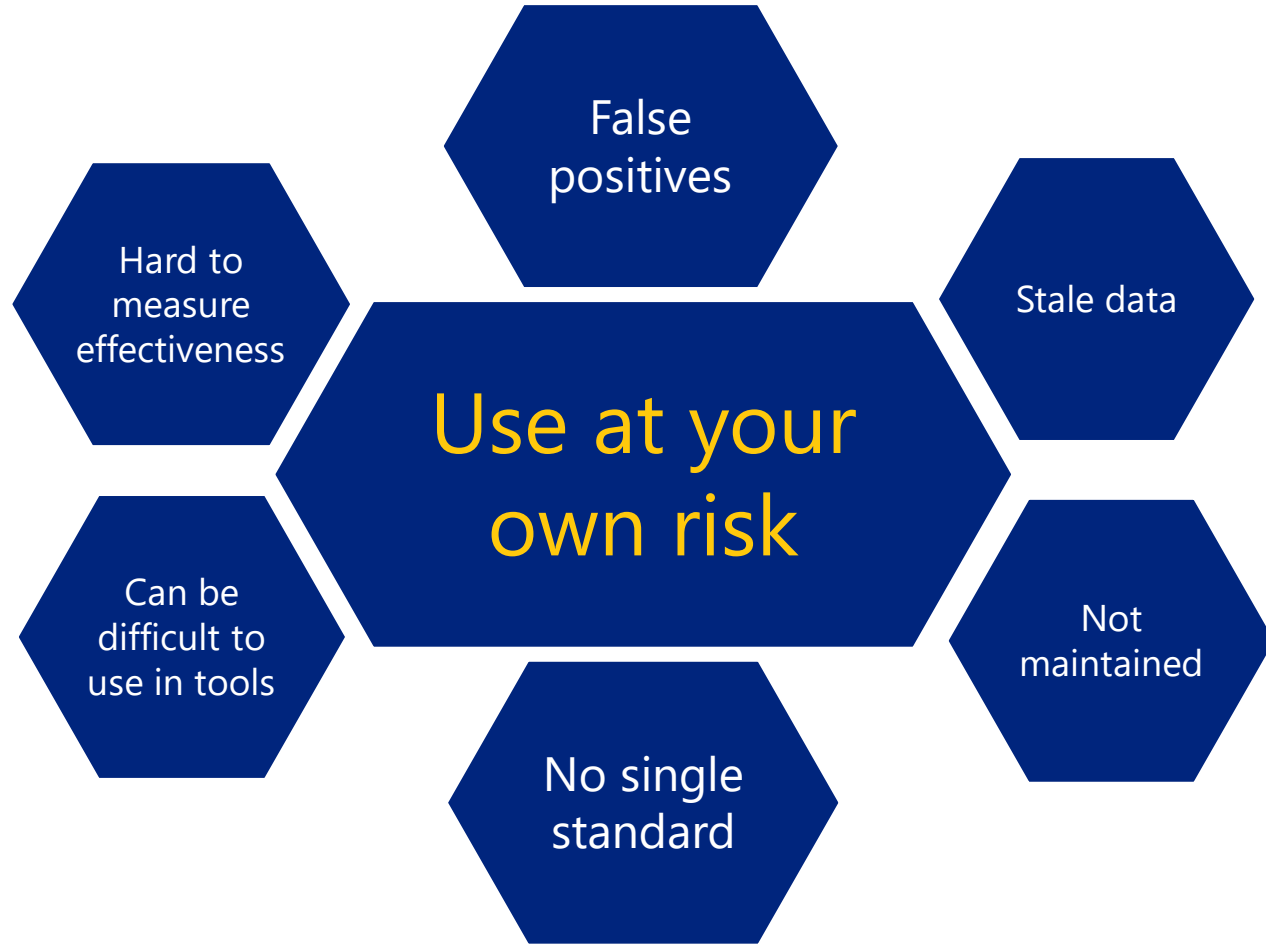 False
positives
Hard to
measure
effectiveness
Stale data
Use at your
own risk
Can be
difficult to
use in tools
Not
maintained
No single
standard